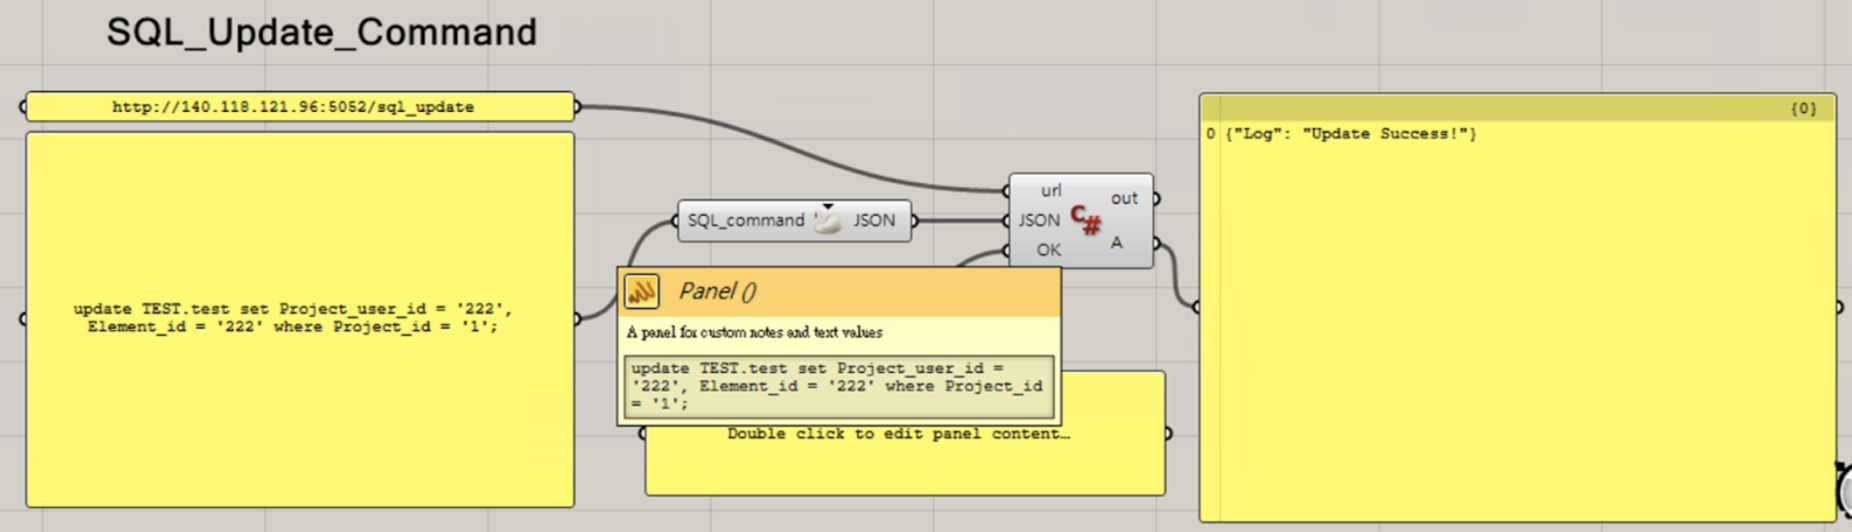 SQL_Update_Command
http://140.118.121.96:5052/sql_update
update TEST.test set Project_user_id = '222',
Element_id = '222' where Project_id = '1';
SQL_command
JSON
url
JSON
OK
C#
out
A
Panel ()
A panel for custom notes and text values
update TEST.test set Project_user_id =
'222', Element_id = '222' where Project_id
= '1';
Double click to edit panel content…
{0}
0 {"Log": "Update Success!"}